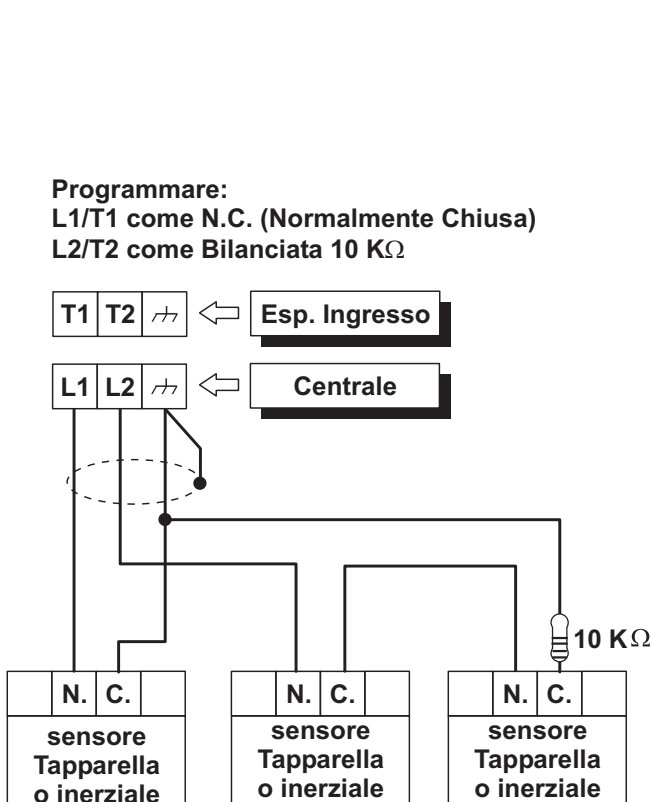 Programmare:
L1/T1 come N.C. (Normalmente Chiusa)
L2/T2 come Bilanciata 10 KΩ
T1 T2 Esp. Ingresso
L1 L2 Centrale
10 KΩ
N. C. N. C. N. C.
sensore sensore sensore
Tapparella Tapparella Tapparella
o inerziale o inerziale o inerziale